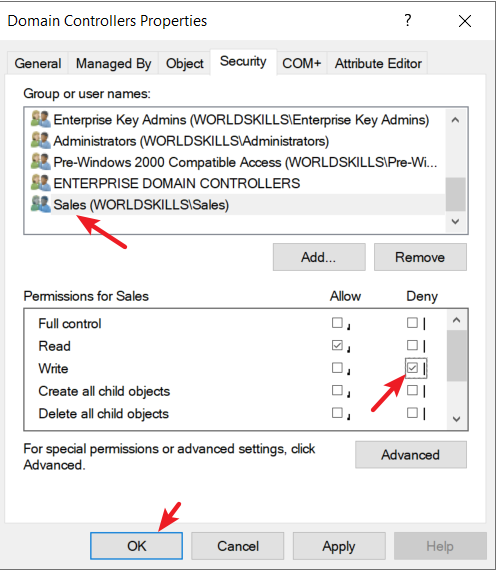 Domain Controllers Properties
?
General Managed By Object Security COM+ Attribute Editor
Group or user names:
Enterprise Key Admins (WORLDSKILLS\Enterprise Key Admins)
Administrators (WORLDSKILLS\Administrators)
Pre-Windows 2000 Compatible Access (WORLDSKILLS\Pre-Wi...
ENTERPRISE DOMAIN CONTROLLERS
Sales (WORLDSKILLS\Sales)
Add... Remove
Permissions for Sales Allow Deny
Full control
Read
Write
Create all child objects
Delete all child objects
For special permissions or advanced settings, click
Advanced.
Advanced
OK Cancel Apply Help